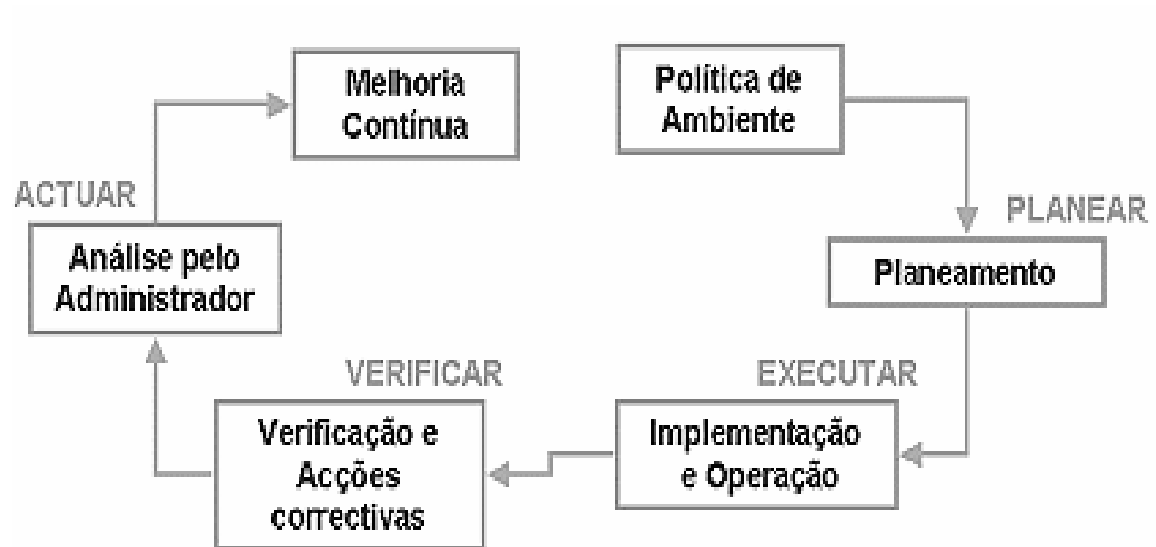 Melhoria
Contínua
Política de
Ambiente
ACTUAR
PLANEAR
Análise pelo
Administrador
Planeamento
VERIFICAR
EXECUTAR
Verificação e
Acções
correctivas
Implementação
e Operação